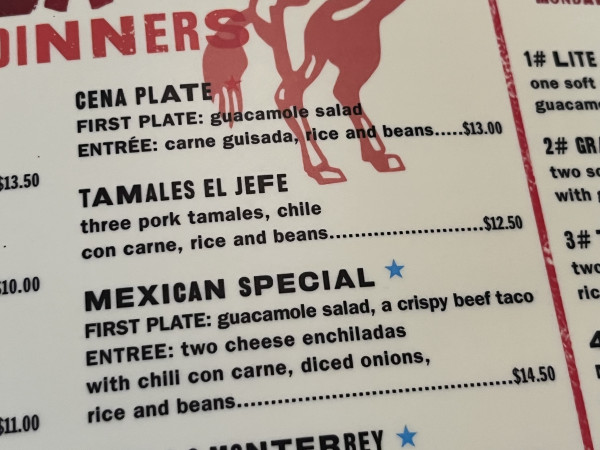 DINNERS
CENA PLATE
FIRST PLATE: guacamole salad
ENTRÉE: carne guisada, rice and beans.....$13.00
$13.50
TAMALES EL JEFE
three pork tamales, chile
con carne, rice and beans..............................$12.50
$10.00
MEXICAN SPECIAL
FIRST PLATE: guacamole salad, a crispy beef taco
ENTREE: two cheese enchiladas
with chili con carne, diced onions,
rice and beans......................................................$14.50
$11.00
MONTERREY
1# LITE
one soft
2#
two
with
3#
two